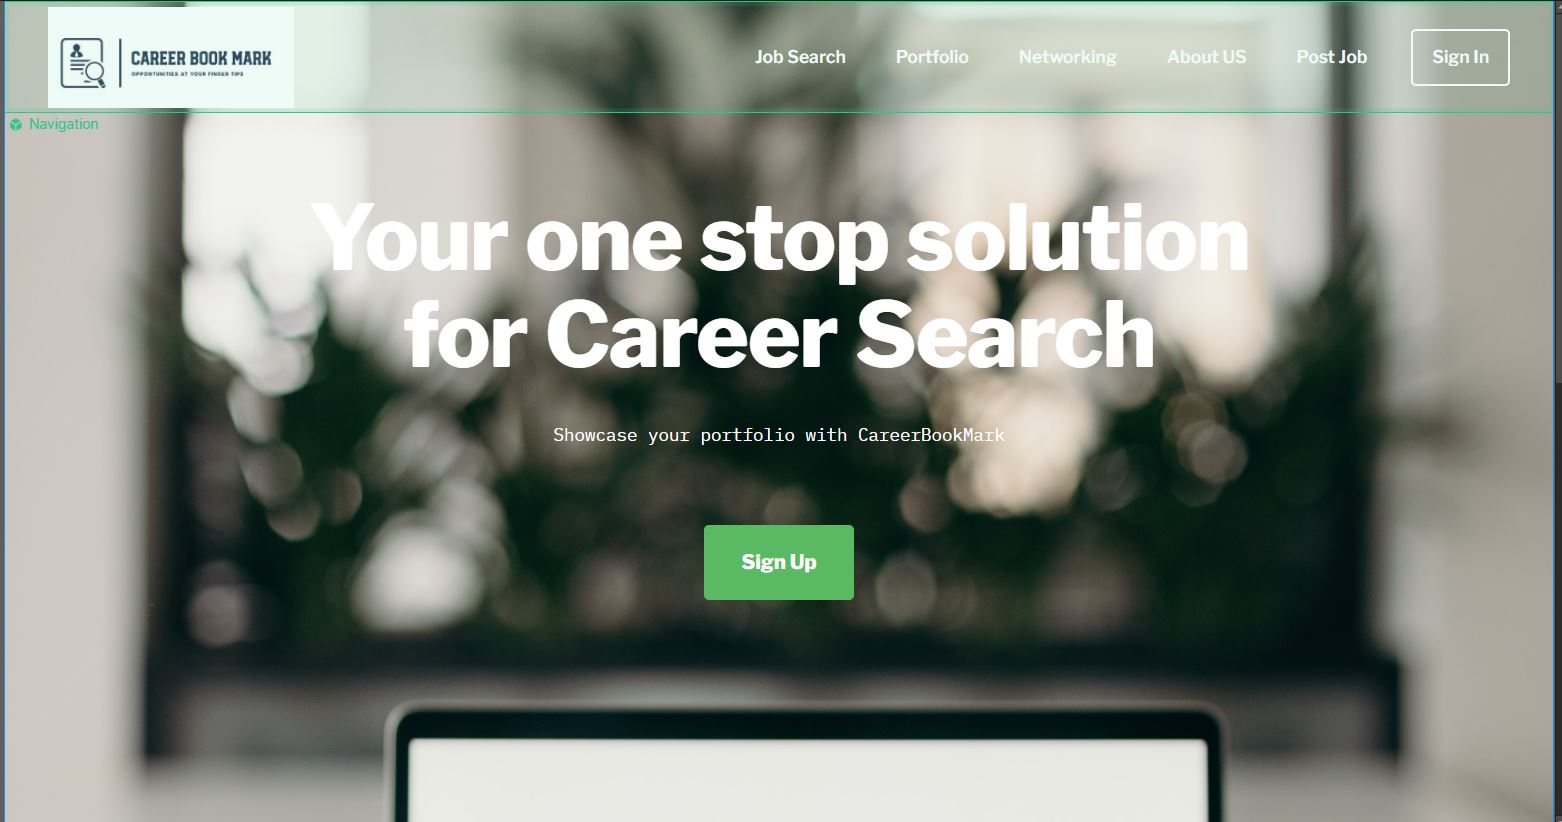 CAREER BOOK MARK
OPPORTUNITIES AT YOUR FINGER TIPS
Job Search
Portfolio
Networking
About US
Post Job
Sign In
Navigation
Your one stop solution
for Career Search
Showcase your portfolio with CareerBookMark
Sign Up